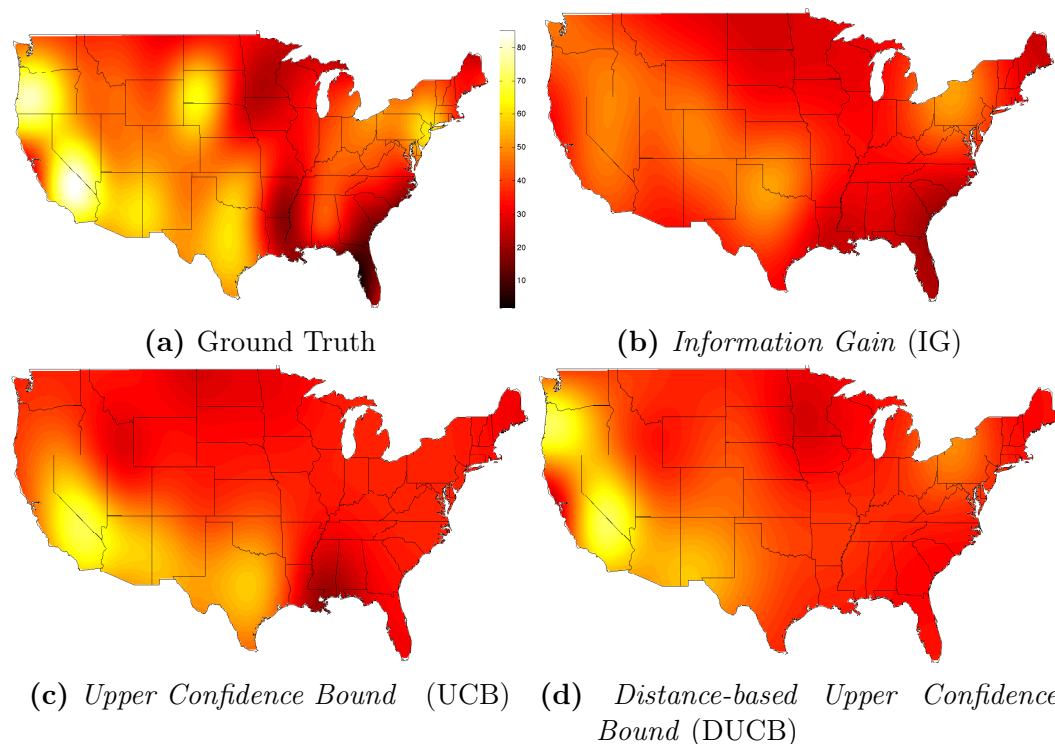 80
70
60
50
40
30
20
10
(a) Ground Truth
(b) Information Gain (IG)
(c) Upper Confidence Bound (UCB)
(d) Distance-based Upper Confidence
Bound (DUCB)